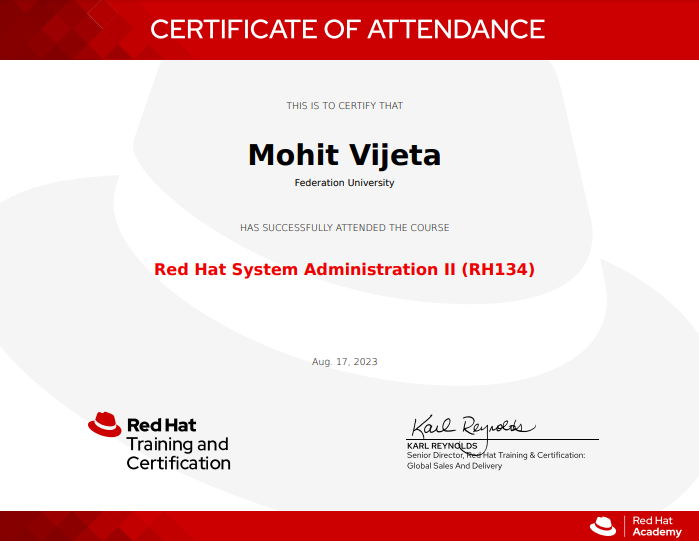 CERTIFICATE OF ATTENDANCE
THIS IS TO CERTIFY THAT
Mohit Vijeta
Federation University
HAS SUCCESSFULLY ATTENDED THE COURSE
Red Hat System Administration II (RH134)
Aug. 17, 2023
Red Hat
Training and
Certification
Karl Reynolds
KARL REYNOLDS
Senior Director, Red Hat Training & Certification:
Global Sales And Delivery
Red Hat
Academy